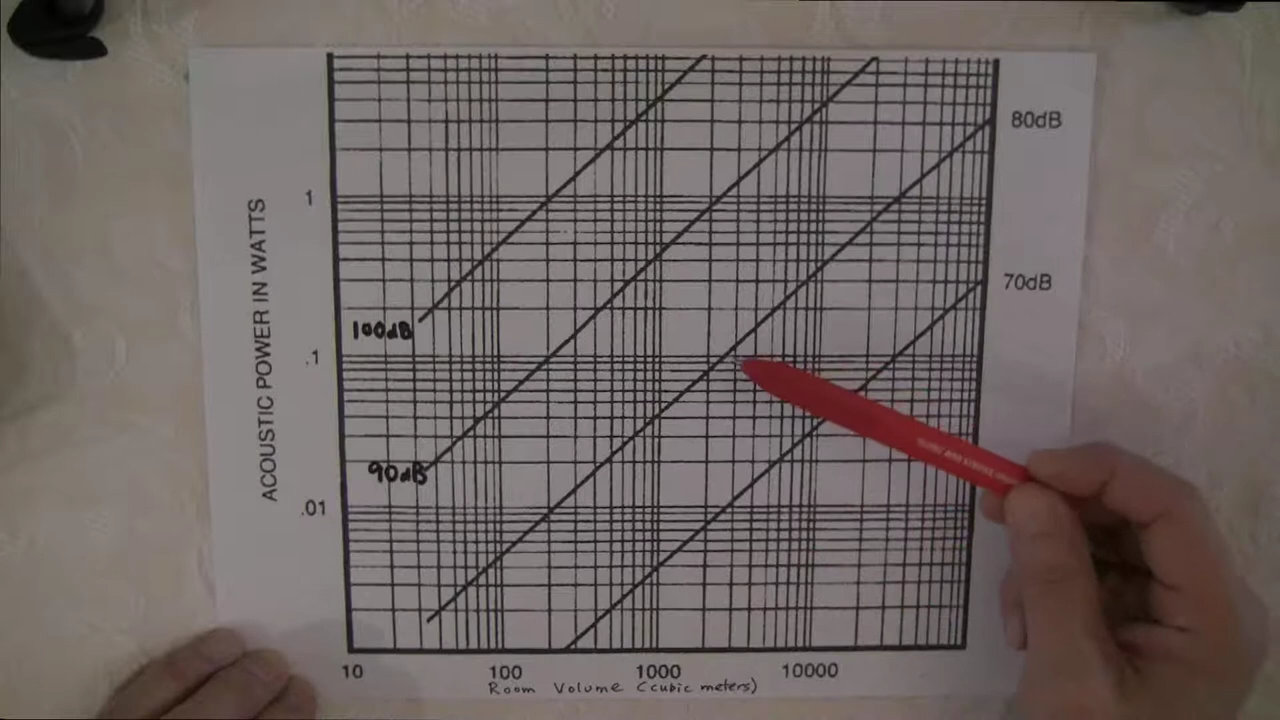 80dB
ACOUSTIC POWER IN WATTS
1
70dB
100dB
.1
90dB
.01
10
100
1000
10000
Room Volume (cubic meters)